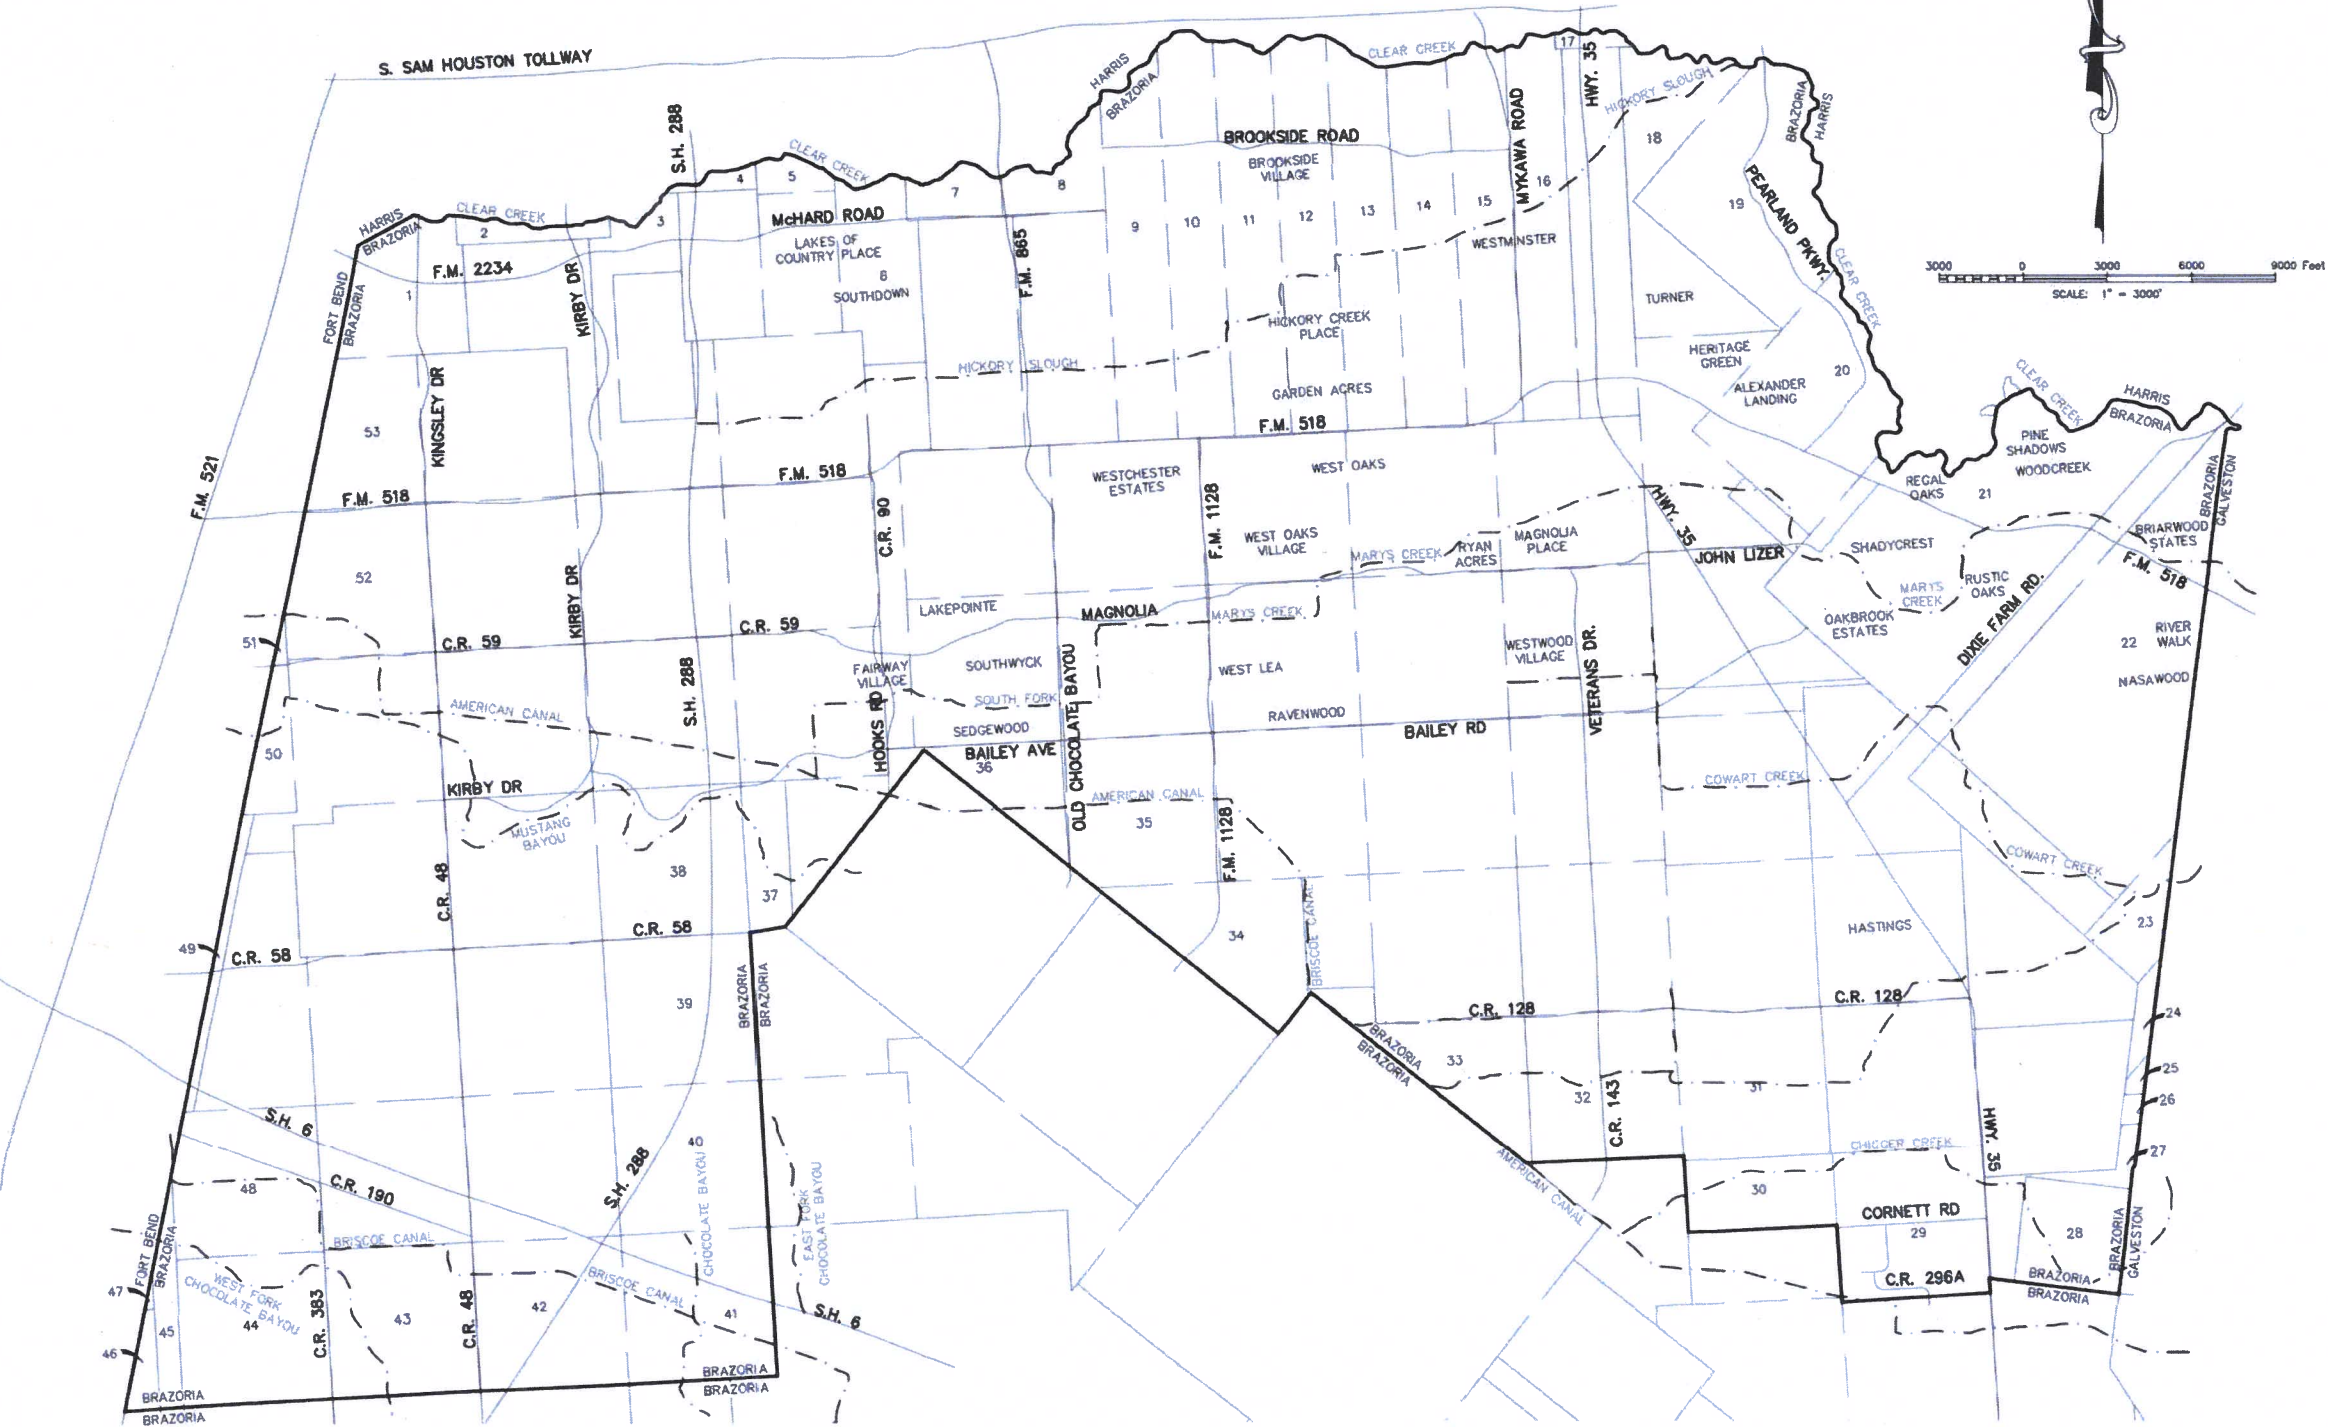 S. SAM HOUSTON TOLLWAY
CLEAR CREEK
17
HWY. 35
HARRIS
BRAZORIA
HICKORY SLOUGH
BRAZORIA
HARRIS
S.H. 288
MYKAWA ROAD
BROOKSIDE ROAD
18
CLEAR CREEK
BROOKSIDE
VILLAGE
4
5
7
8
16
PEARLAND PKWY.
HARRIS
BRAZORIA
CLEAR CREEK
2
3
McHARD ROAD
9
10
11
12
13
14
15
19
LAKES OF
COUNTRY PLACE
WESTMINSTER
CLEAR CREEK
F.M. 2234
KIRBY DR
6
SOUTHDOWN
F.M. 865
3000
0
3000
6000
9000 Feet
SCALE: 1" = 3000'
1
FORT BEND
BRAZORIA
HICKORY CREEK
PLACE
TURNER
HICKORY SLOUGH
HERITAGE
GREEN
20
GARDEN ACRES
ALEXANDER
LANDING
CLEAR CREEK
HARRIS
BRAZORIA
53
KINGSLEY DR
F.M. 518
PINE
SHADOWS
WOODCREEK
F.M. 521
F.M. 518
F.M. 518
WESTCHESTER
ESTATES
WEST OAKS
REGAL
OAKS
21
BRAZORIA
GALVESTON
C.R. 90
F.M. 1128
HWY. 35
WEST OAKS
VILLAGE
MARYS CREEK
RYAN
ACRES
MAGNOLIA
PLACE
JOHN LIZER
SHADYCREST
BRIARWOOD
STATES
F.M. 518
52
KIRBY DR
LAKEPOINTE
MAGNOLIA
MARYS CREEK
MARYS
CREEK
RUSTIC
OAKS
DIXIE FARM RD.
OAKBROOK
ESTATES
51
C.R. 59
C.R. 59
WESTWOOD
VILLAGE
VETERANS DR.
22
RIVER
WALK
FAIRWAY
VILLAGE
SOUTHWYCK
WEST LEA
NASAWOOD
S.H. 288
HOOKS RD
SOUTH FORK
OLD CHOCOLATE BAYOU
AMERICAN CANAL
SEDGEWOOD
RAVENWOOD
BAILEY RD
50
BAILEY AVE
36
COWART CREEK
KIRBY DR
AMERICAN CANAL
MUSTANG
BAYOU
35
F.M. 1128
38
37
COWART CREEK
C.R. 48
BRISCOE CANAL
34
HASTINGS
23
49
C.R. 58
C.R. 58
39
BRAZORIA
BRAZORIA
C.R. 128
C.R. 128
24
BRAZORIA
BRAZORIA
33
25
31
32
C.R. 143
26
S.H. 6
40
HWY. 35
CHIGGER CREEK
27
AMERICAN CANAL
48
C.R. 190
S.H. 288
CHOCOLATE BAYOU
EAST FORK
CHOCOLATE BAYOU
30
CORNETT RD
29
28
BRAZORIA
GALVESTON
FORT BEND
BRAZORIA
BRISCOE CANAL
BRISCOE CANAL
C.R. 296A
BRAZORIA
BRAZORIA
47
WEST FORK
CHOCOLATE BAYOU
44
C.R. 383
43
C.R. 48
42
41
S.H. 6
45
46
BRAZORIA
BRAZORIA
BRAZORIA
BRAZORIA